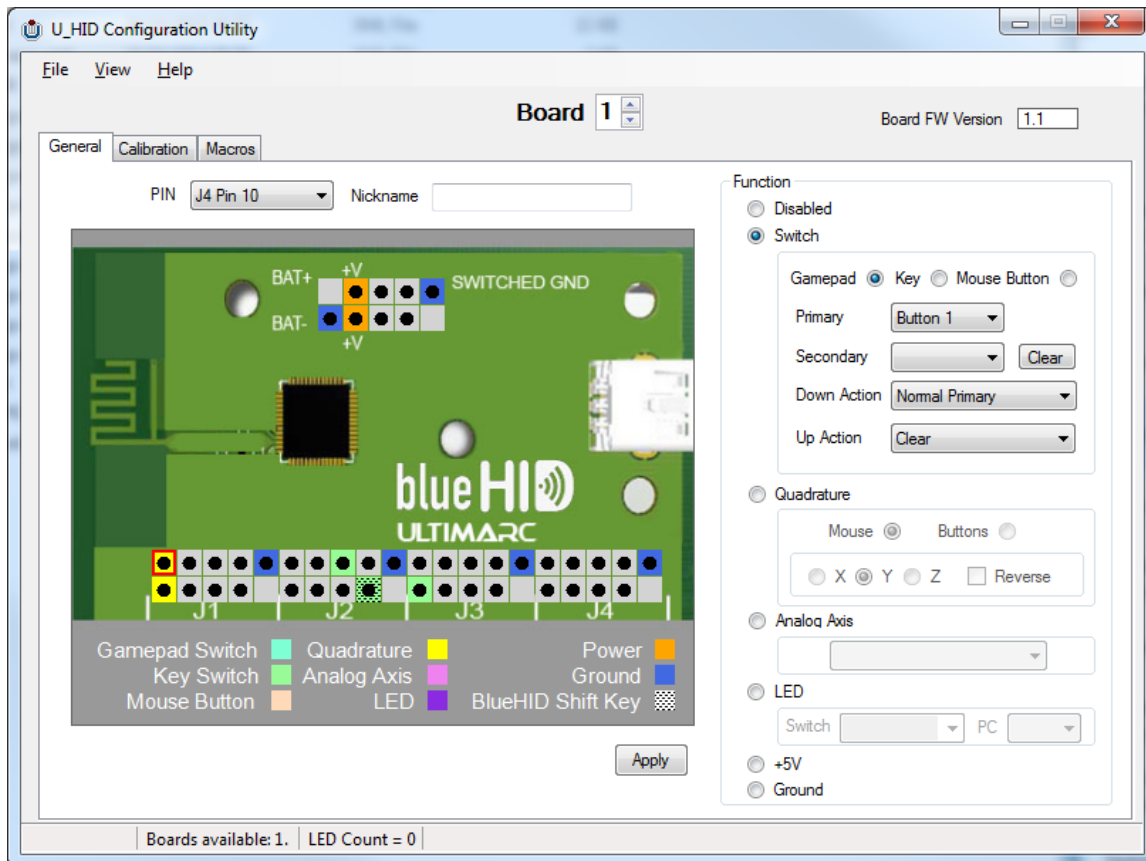 U_HID Configuration Utility
File View Help
Board 1
Board FW Version 1.1
General Calibration Macros
PIN J4 Pin 10 Nickname
BAT+ +V SWITCHED GND
BAT-
+V
blue HID
ULTIMARC
J1 J2 J3 J4
Gamepad Switch Quadrature Power
Key Switch Analog Axis Ground
Mouse Button LED BlueHID Shift Key
Apply
Function
Disabled
Switch
Gamepad Key Mouse Button
Primary Button 1
Secondary Clear
Down Action Normal Primary
Up Action Clear
Quadrature
Mouse Buttons
X Y Z Reverse
Analog Axis
LED
Switch PC
+5V
Ground
Boards available: 1. LED Count = 0